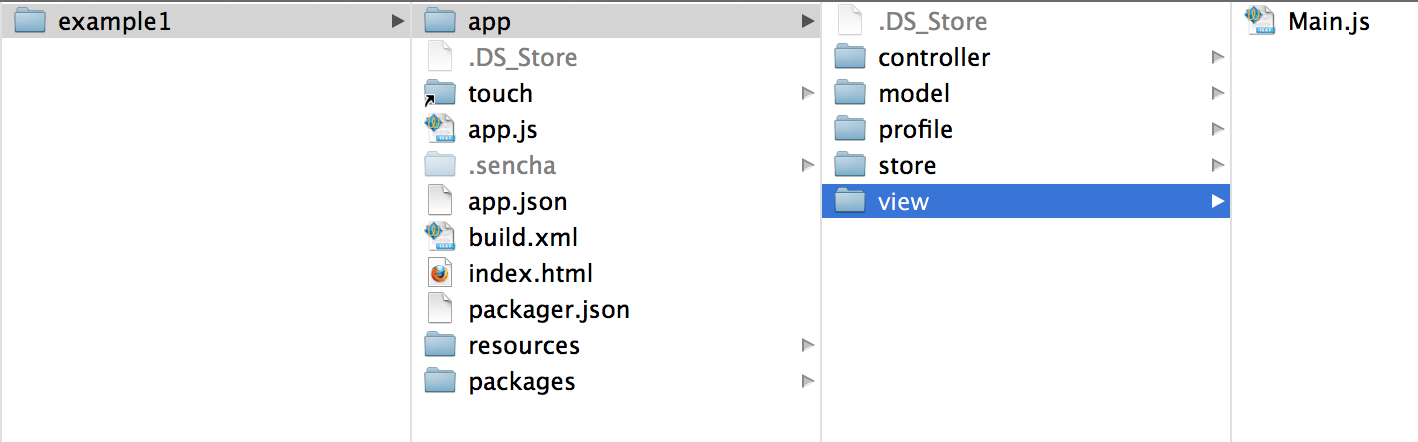 example1
app
.DS_Store
touch
app.js
.sencha
app.json
build.xml
index.html
packager.json
resources
packages
.DS_Store
controller
model
profile
store
view
Main.js